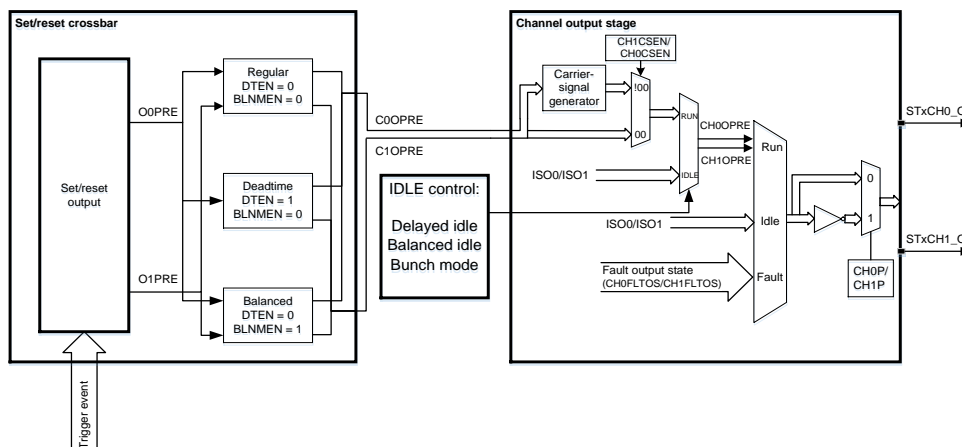 Set/reset crossbar
Set/reset
output
Trigger event
O0PRE
O1PRE
Regular
DTEN = 0
BLNMEN = 0
Deadtime
DTEN = 1
BLNMEN = 0
Balanced
DTEN = 0
BLNMEN = 1
C0OPRE
C1OPRE
IDLE control:
Delayed idle
Balanced idle
Bunch mode
Channel output stage
Carrier-
signal
generator
CH1CSEN/
CH0CSEN
!00
00
RUN
IDLE
ISO0/ISO1
CH0OPRE
CH1OPRE
ISO0/ISO1
Fault output state
(CH0FLTOS/CH1FLTOS)
Run
Idle
Fault
0
1
CH0P/
CH1P
STxCH0_O
STxCH1_O